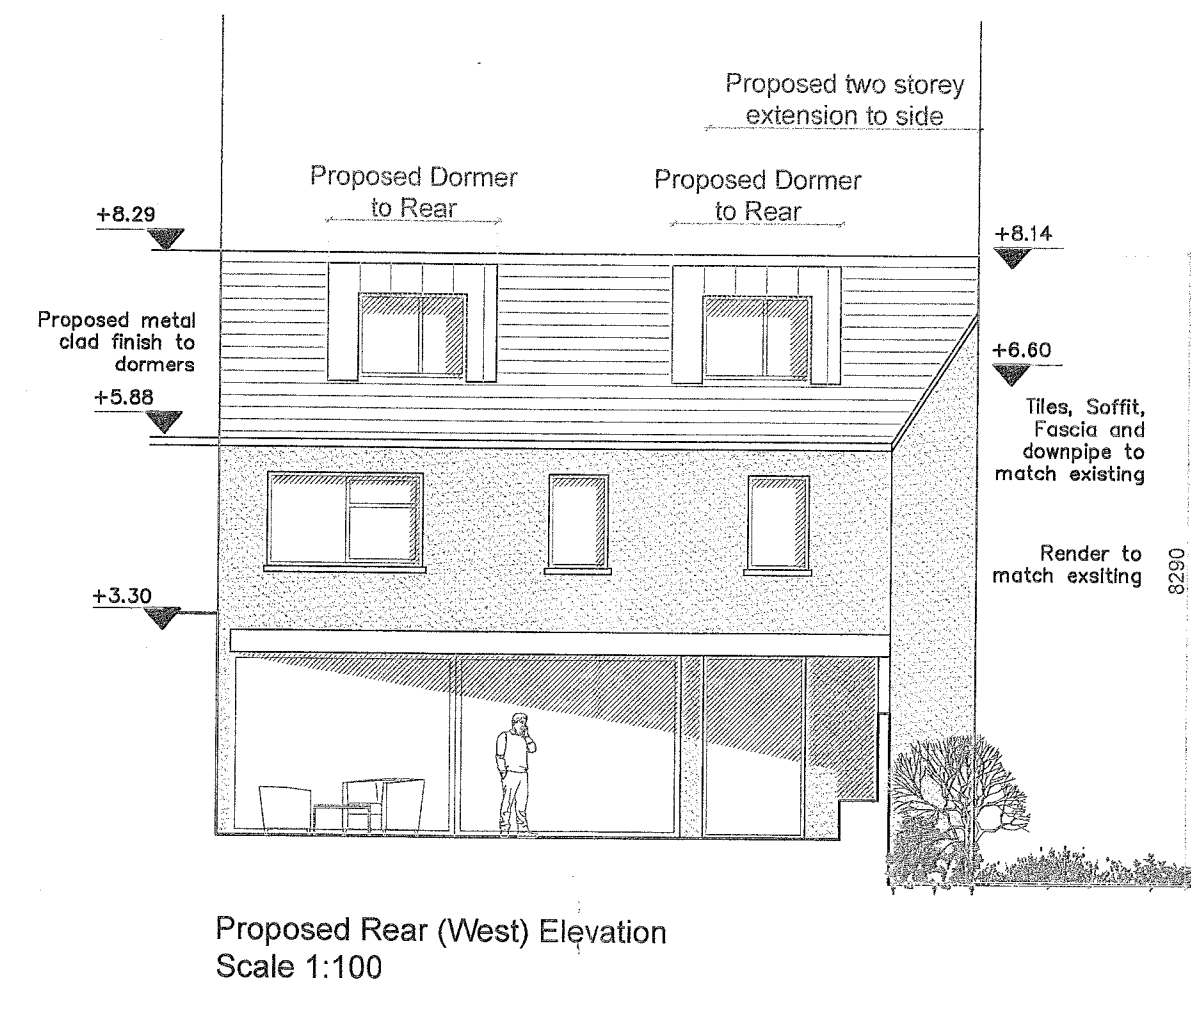 Proposed two storey
extension to side
Proposed Dormer
to Rear
Proposed Dormer
to Rear
+8.29
+8.14
Proposed metal
clad finish to
dormers
+6.60
+5.88
Tiles, Soffit,
Fascia and
downpipe to
match existing
Render to
match exsiting
8290
+3.30
Proposed Rear (West) Elevation
Scale 1:100